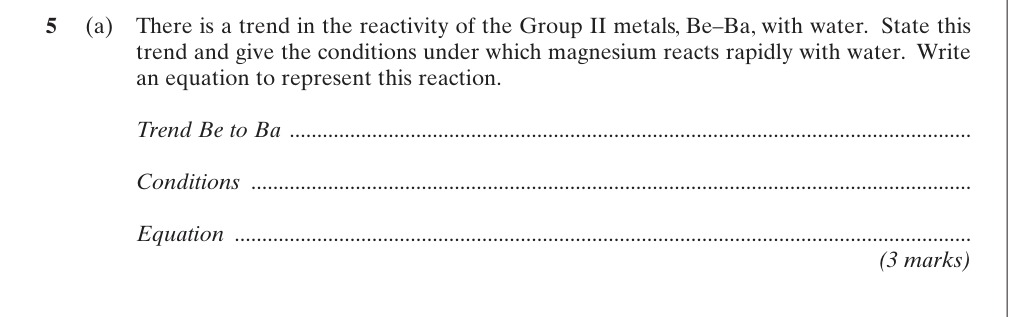 5 (a) There is a trend in the reactivity of the Group II metals, Be–Ba, with water. State this
trend and give the conditions under which magnesium reacts rapidly with water. Write
an equation to represent this reaction.
Trend Be to Ba ............................................................
Conditions ............................................................
Equation ............................................................
(3 marks)